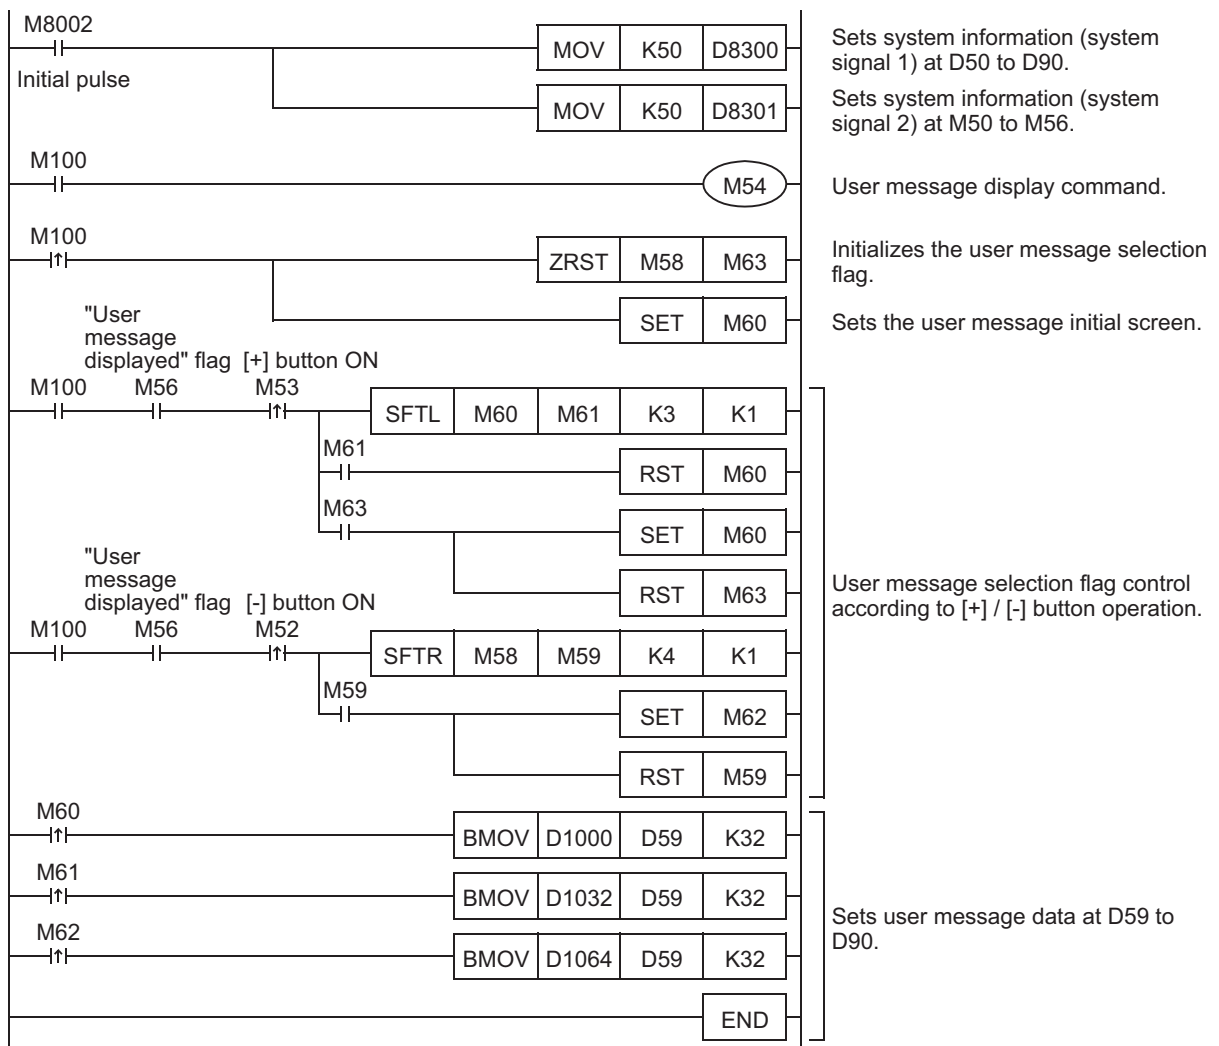 M8002
Initial pulse
MOV K50 D8300
Sets system information (system
signal 1) at D50 to D90.
MOV K50 D8301
Sets system information (system
signal 2) at M50 to M56.
M100
M54
User message display command.
M100
ZRST M58 M63
Initializes the user message selection
flag.
SET M60
Sets the user message initial screen.
"User
message
displayed" flag [+] button ON
M100 M56 M53
SFTL M60 M61 K3 K1
M61
RST M60
M63
SET M60
RST M63
"User
message
displayed" flag [-] button ON
M100 M56 M52
SFTR M58 M59 K4 K1
M59
SET M62
RST M59
User message selection flag control
according to [+] / [-] button operation.
M60
BMOV D1000 D59 K32
M61
BMOV D1032 D59 K32
M62
BMOV D1064 D59 K32
Sets user message data at D59 to
D90.
END